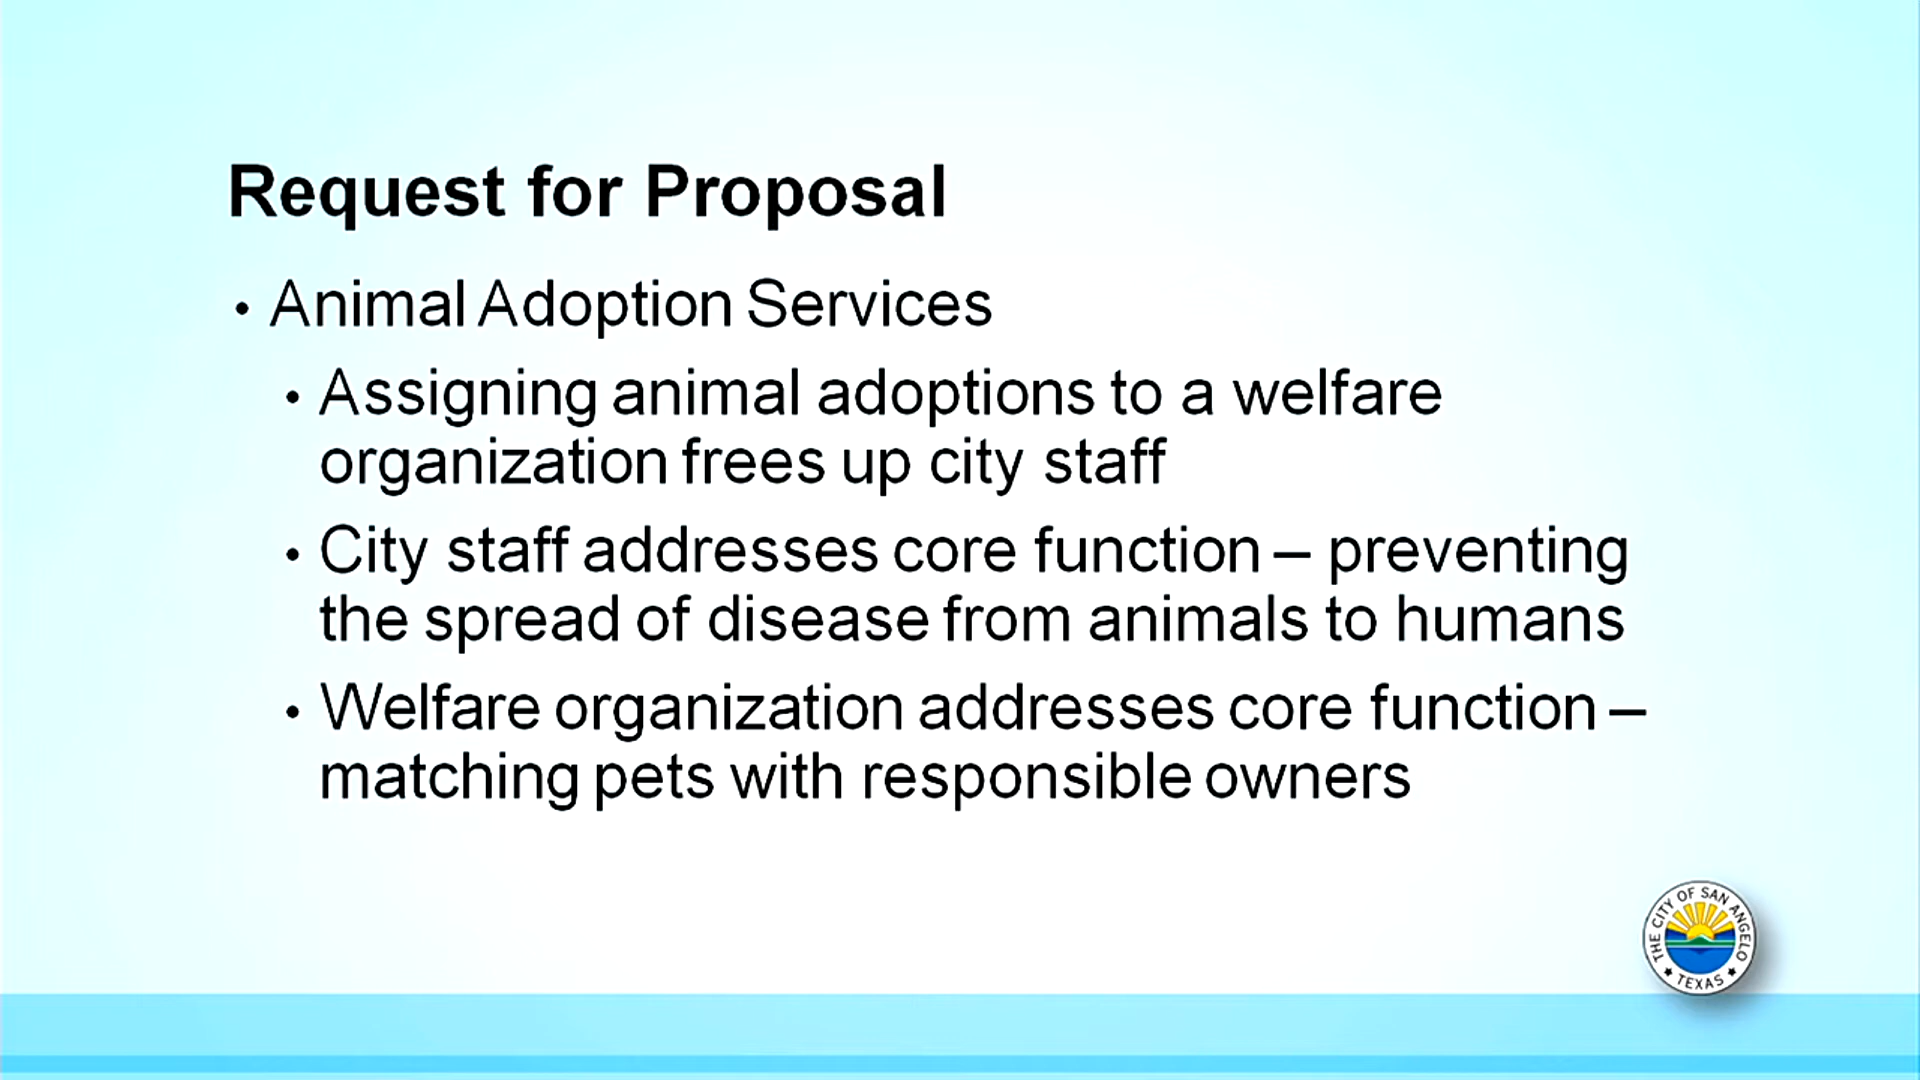 Request for Proposal
• Animal Adoption Services
• Assigning animal adoptions to a welfare
organization frees up city staff
• City staff addresses core function – preventing
the spread of disease from animals to humans
• Welfare organization addresses core function –
matching pets with responsible owners
THE CITY OF SAN ANGELO
★ TEXAS ★